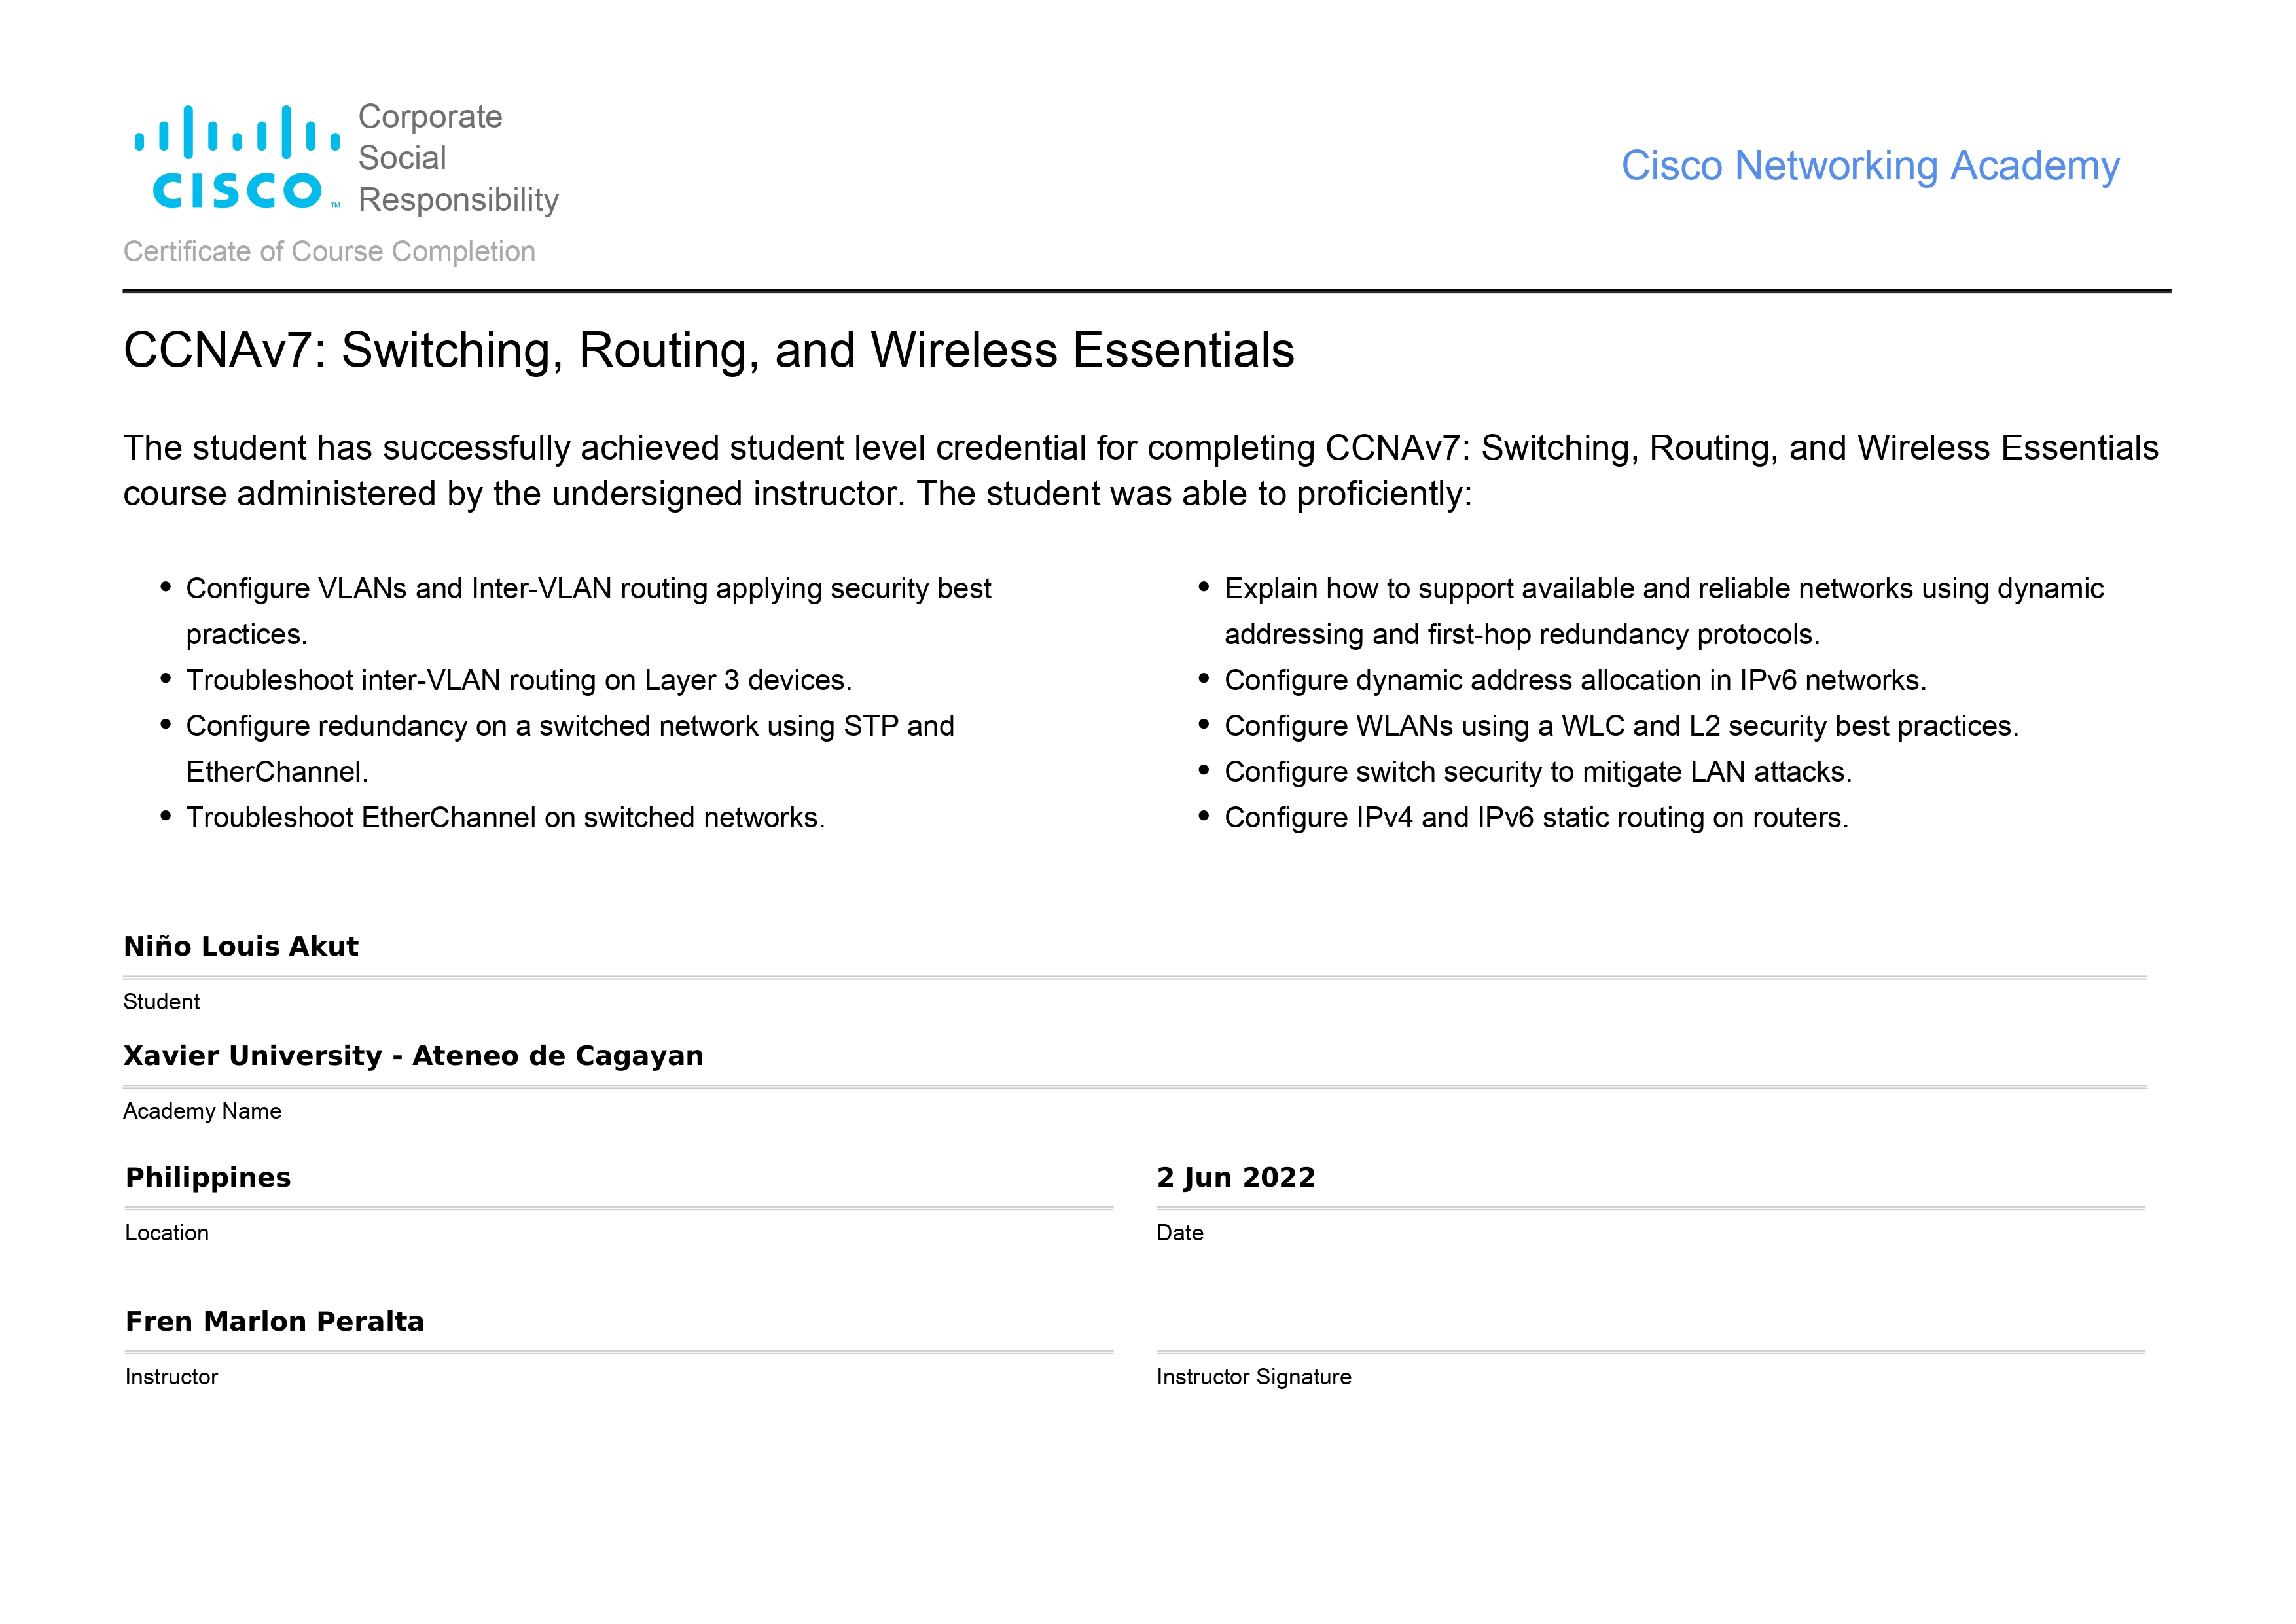 CISCO™
Corporate
Social
Responsibility
Cisco Networking Academy
Certificate of Course Completion
CCNAv7: Switching, Routing, and Wireless Essentials
The student has successfully achieved student level credential for completing CCNAv7: Switching, Routing, and Wireless Essentials
course administered by the undersigned instructor. The student was able to proficiently:
• Configure VLANs and Inter-VLAN routing applying security best
practices.
• Troubleshoot inter-VLAN routing on Layer 3 devices.
• Configure redundancy on a switched network using STP and
EtherChannel.
• Troubleshoot EtherChannel on switched networks.
• Explain how to support available and reliable networks using dynamic
addressing and first-hop redundancy protocols.
• Configure dynamic address allocation in IPv6 networks.
• Configure WLANs using a WLC and L2 security best practices.
• Configure switch security to mitigate LAN attacks.
• Configure IPv4 and IPv6 static routing on routers.
Niño Louis Akut
Student
Xavier University - Ateneo de Cagayan
Academy Name
Philippines
Location
2 Jun 2022
Date
Fren Marlon Peralta
Instructor
Instructor Signature